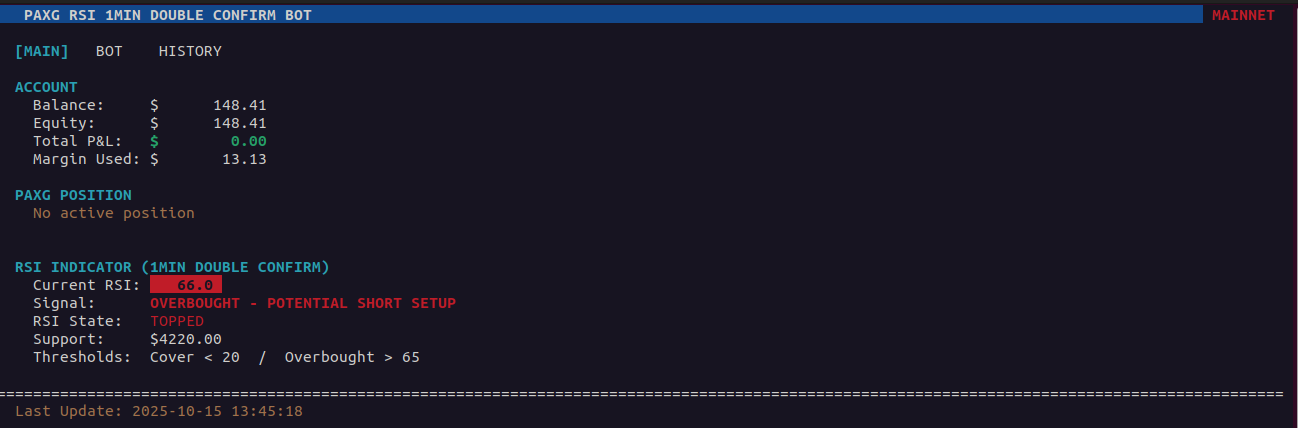 PAXG RSI 1MIN DOUBLE CONFIRM BOT MAINNET
[MAIN] BOT HISTORY
ACCOUNT
Balance: $ 148.41
Equity: $ 148.41
Total P&L: $ 0.00
Margin Used: $ 13.13
PAXG POSITION
No active position
RSI INDICATOR (1MIN DOUBLE CONFIRM)
Current RSI: 66.0
Signal: OVERBOUGHT - POTENTIAL SHORT SETUP
RSI State: TOPPED
Support: $4220.00
Thresholds: Cover < 20 / Overbought > 65
Last Update: 2025-10-15 13:45:18